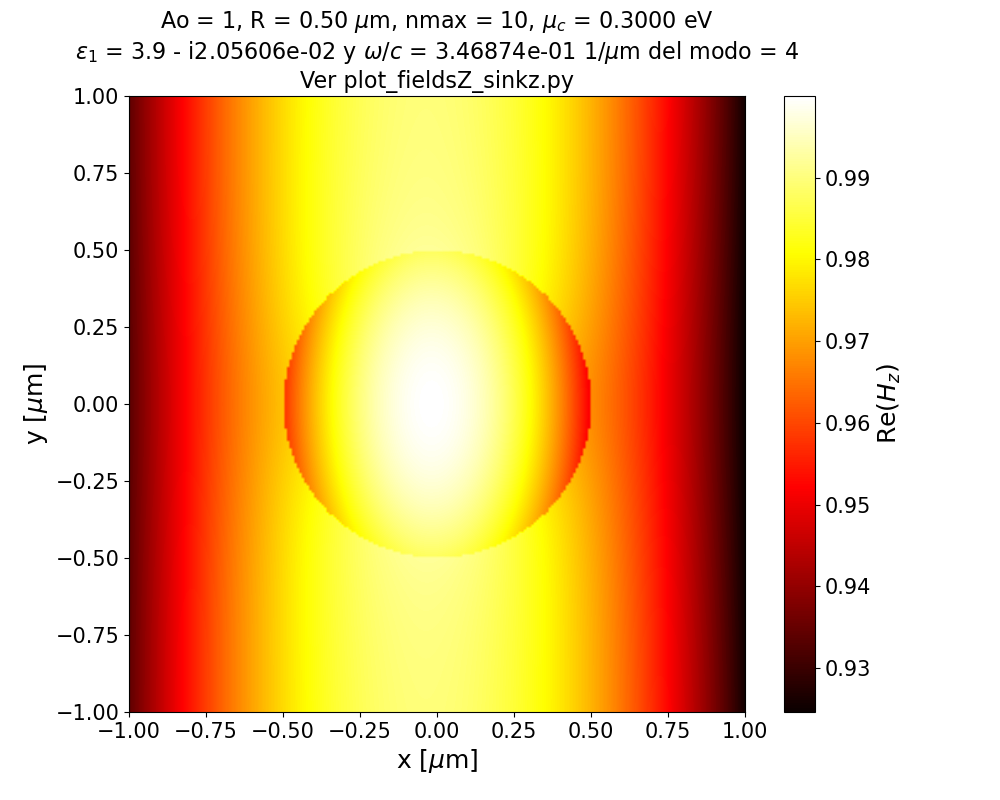 Ao = 1, R = 0.50 μm, nmax = 10, μc = 0.3000 eV
ε1 = 3.9 - i2.05606e-02 y ω/c = 3.46874e-01 1/μm del modo = 4
Ver plot_fieldsZ_sinkz.py
1.00
0.75
0.50
0.25
0.00
−0.25
−0.50
−0.75
−1.00
y [μm]
−1.00 −0.75 −0.50 −0.25 0.00 0.25 0.50 0.75 1.00
x [μm]
0.99
0.98
0.97
0.96
0.95
0.94
0.93
Re(Hz)